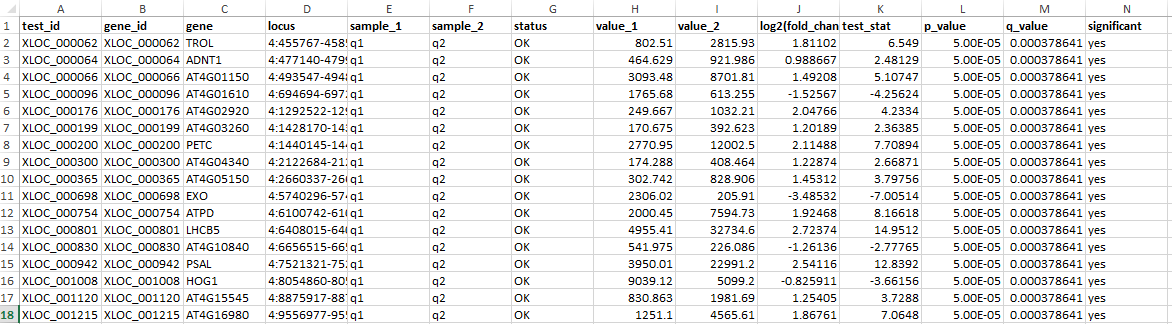 A B C D E F G H I J K L M N
1 test_id gene_id gene locus sample_1 sample_2 status value_1 value_2 log2(fold_chan test_stat p_value q_value significant
2 XLOC_000062 XLOC_000062 TROL 4:455767-458 q1 q2 OK 802.51 2815.93 1.81102 6.549 5.00E-05 0.000378641 yes
3 XLOC_000064 XLOC_000064 ADNT1 4:477140-479 q1 q2 OK 464.629 921.986 0.988667 2.48129 5.00E-05 0.000378641 yes
4 XLOC_000066 XLOC_000066 AT4G01150 4:493547-494 q1 q2 OK 3093.48 8701.81 1.49208 5.10747 5.00E-05 0.000378641 yes
5 XLOC_000096 XLOC_000096 AT4G01610 4:694694-697 q1 q2 OK 1765.68 613.255 -1.52567 -4.25624 5.00E-05 0.000378641 yes
6 XLOC_000176 XLOC_000176 AT4G02920 4:1292522-129 q1 q2 OK 249.667 1032.21 2.04766 4.2334 5.00E-05 0.000378641 yes
7 XLOC_000199 XLOC_000199 AT4G03260 4:1428170-14 q1 q2 OK 170.675 392.623 1.20189 2.36385 5.00E-05 0.000378641 yes
8 XLOC_000200 XLOC_000200 PETC 4:1440145-14 q1 q2 OK 2770.95 12002.5 2.11488 7.70894 5.00E-05 0.000378641 yes
9 XLOC_000300 XLOC_000300 AT4G04340 4:2122684-21 q1 q2 OK 174.288 408.464 1.22874 2.66871 5.00E-05 0.000378641 yes
10 XLOC_000365 XLOC_000365 AT4G05150 4:2660337-26 q1 q2 OK 302.742 828.906 1.45312 3.79756 5.00E-05 0.000378641 yes
11 XLOC_000698 XLOC_000698 EXO 4:5740296-57 q1 q2 OK 2306.02 205.91 -3.48532 -7.00514 5.00E-05 0.000378641 yes
12 XLOC_000754 XLOC_000754 ATPD 4:6100742-61 q1 q2 OK 2000.45 7594.73 1.92468 8.16618 5.00E-05 0.000378641 yes
13 XLOC_000801 XLOC_000801 LHCB5 4:6408015-64 q1 q2 OK 4955.41 32734.6 2.72374 14.9512 5.00E-05 0.000378641 yes
14 XLOC_000830 XLOC_000830 AT4G10840 4:6656515-66 q1 q2 OK 541.975 226.086 -1.26136 -2.77765 5.00E-05 0.000378641 yes
15 XLOC_000942 XLOC_000942 PSAL 4:7521321-75 q1 q2 OK 3950.01 22991.2 2.54116 12.8392 5.00E-05 0.000378641 yes
16 XLOC_001008 XLOC_001008 HOG1 4:8054860-80 q1 q2 OK 9039.12 5099.2 -0.825911 -3.66156 5.00E-05 0.000378641 yes
17 XLOC_001120 XLOC_001120 AT4G15545 4:8875917-88 q1 q2 OK 830.863 1981.69 1.25405 3.7288 5.00E-05 0.000378641 yes
18 XLOC_001215 XLOC_001215 AT4G16980 4:9556977-95 q1 q2 OK 1251.1 4565.61 1.86761 7.0648 5.00E-05 0.000378641 yes